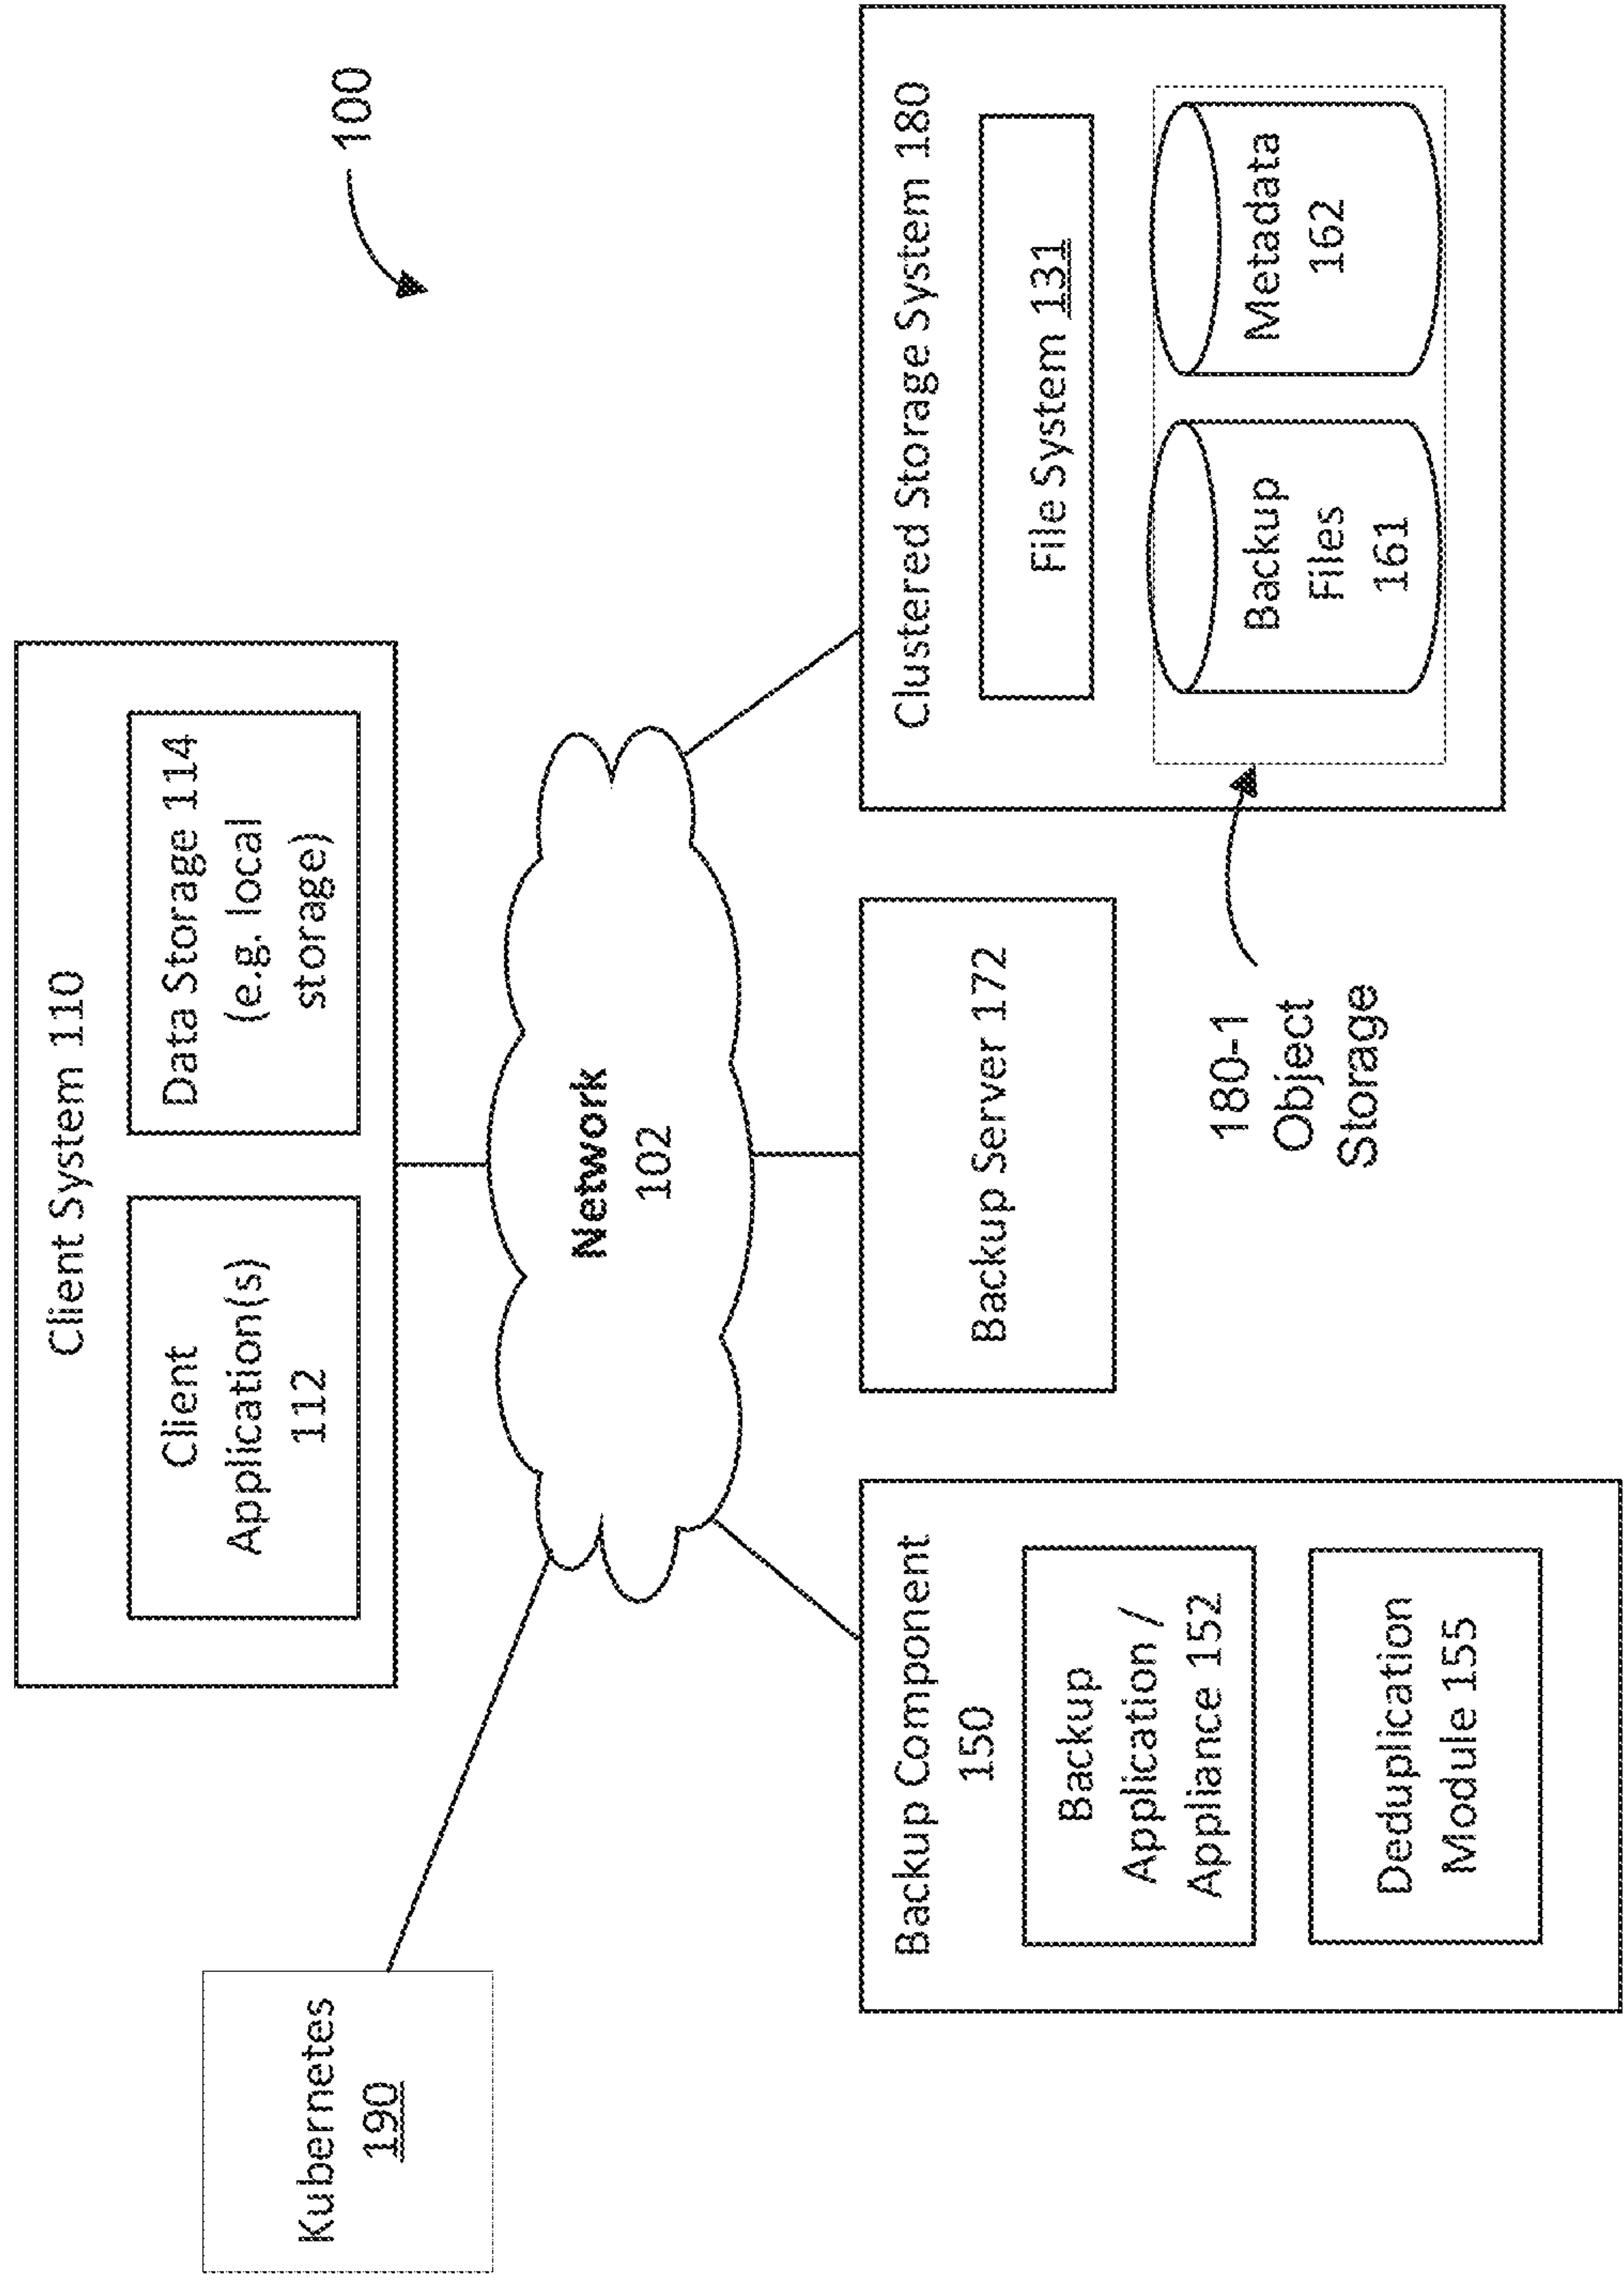 100
Client System 110
Client
Application(s)
112
Data Storage 114
(e.g. local
storage)
Kubernetes
190
Network
102
Backup Component
150
Backup
Application /
Appliance 152
Deduplication
Module 155
Backup Server 172
180-1
Object
Storage
Clustered Storage System 180
File System 131
Backup
Files
161
Metadata
162